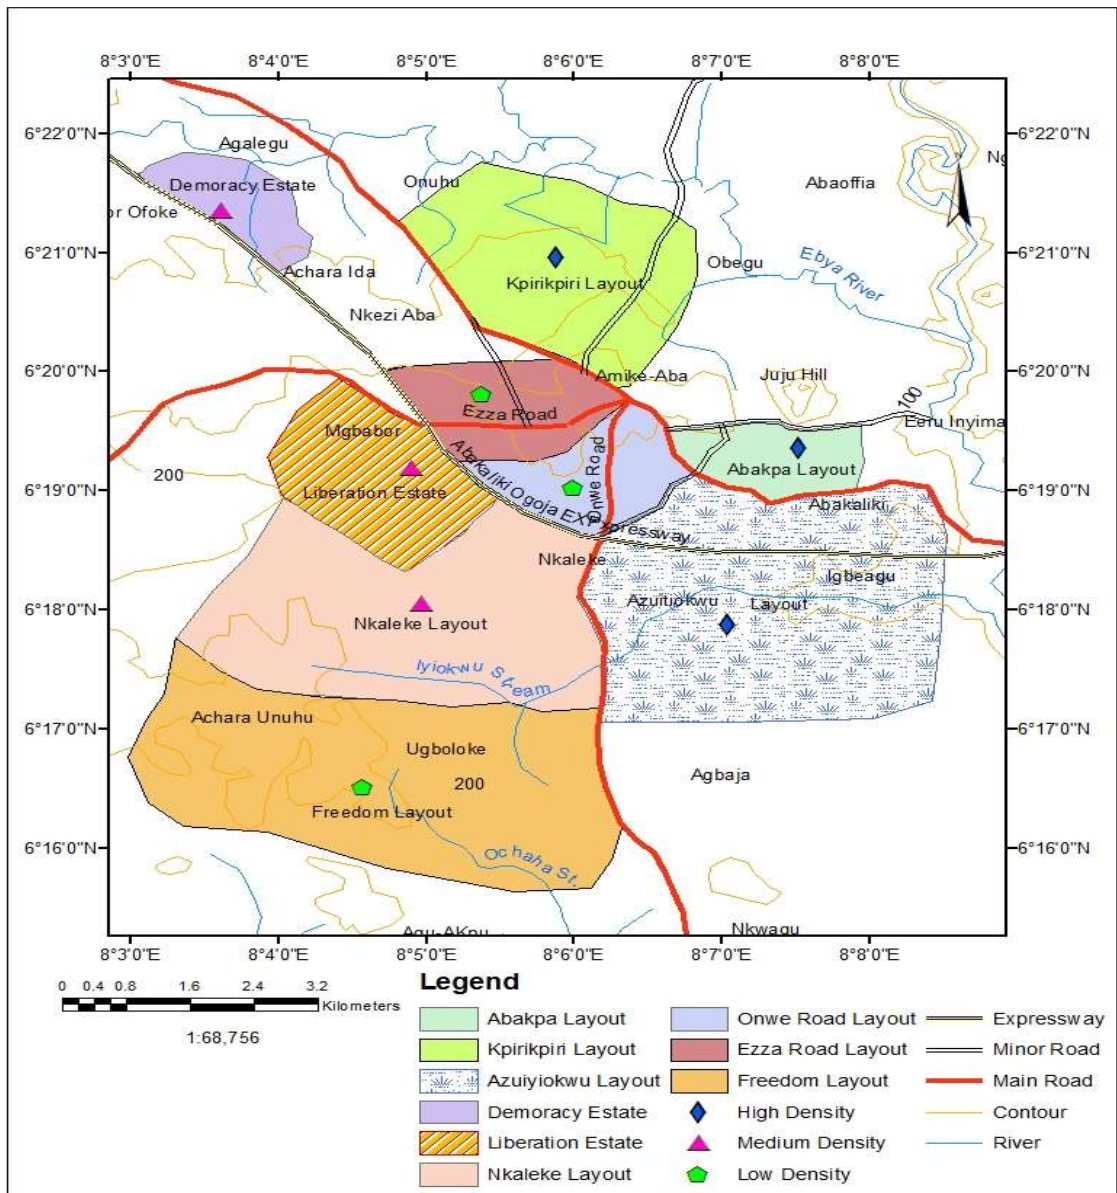 8°3'0"E 8°4'0"E 8°5'0"E 8°6'0"E 8°7'0"E 8°8'0"E
6°22'0"N 6°22'0"N
Agalegu
Ng
Demoracy Estate
Onuhu
Abaoffia
or Ofoke
6°21'0"N 6°21'0"N
Obegu
Ebya River
Achara Ida
Kpirikpiri Layout
Nkezi Aba
6°20'0"N 6°20'0"N
Amike-Aba
Juju Hill
100
Ezza Road
Eeru Inyima
Mgbabor
Onwe Road
Abakaliki Ogoja EXPxpressway
Abakpa Layout
200
Liberation Estate
6°19'0"N 6°19'0"N
Abakaliki
Nkaleke
Igbeagu
6°18'0"N 6°18'0"N
Azuitiokwu Layout
Nkaleke Layout
Iyiokwu Stream
6°17'0"N 6°17'0"N
Achara Unuhu
Ugboloke
Agbaja
200
Freedom Layout
6°16'0"N 6°16'0"N
Ochaha St.
Agu-AKpu
Nkwagu
8°3'0"E 8°4'0"E 8°5'0"E 8°6'0"E 8°7'0"E 8°8'0"E
0 0.4 0.8 1.6 2.4 3.2
Kilometers
1:68,756
Legend
Abakpa Layout
Kpirikpiri Layout
Azuiyiokwu Layout
Demoracy Estate
Liberation Estate
Nkaleke Layout
Onwe Road Layout
Ezza Road Layout
Freedom Layout
High Density
Medium Density
Low Density
Expressway
Minor Road
Main Road
Contour
River